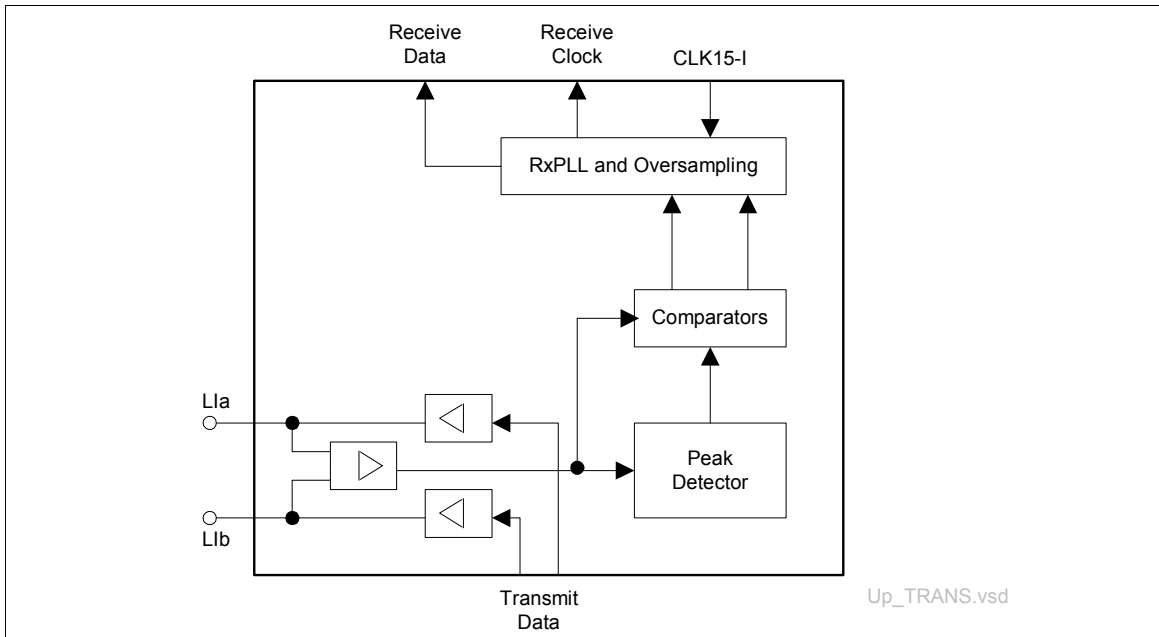 Receive
Data
Receive
Clock
CLK15-I
RxPLL and Oversampling
Comparators
LIa
Peak
Detector
LIb
Transmit
Data
Up_TRANS.vsd